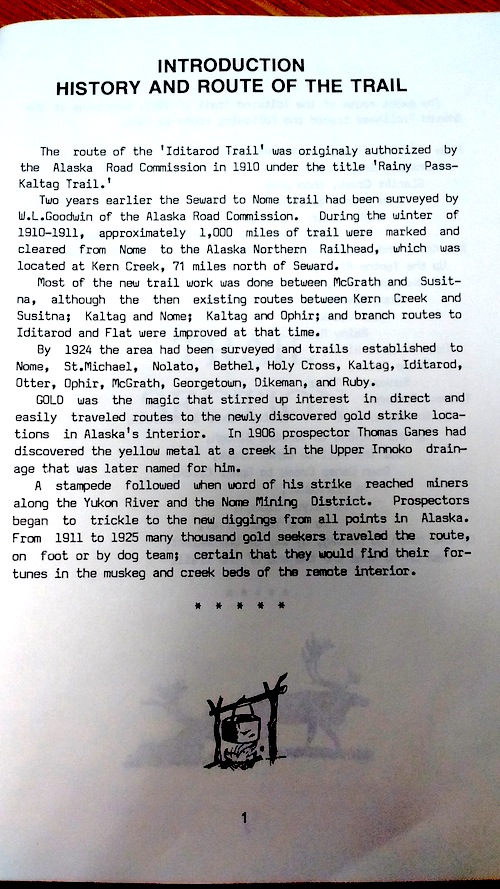 INTRODUCTION
HISTORY AND ROUTE OF THE TRAIL
The route of the 'Iditarod Trail' was originaly authorized by
the Alaska Road Commission in 1910 under the title 'Rainy Pass-
Kaltag Trail.'
Two years earlier the Seward to Nome trail had been surveyed by
W.L.Goodwin of the Alaska Road Commission. During the winter of
1910-1911, approximately 1,000 miles of trail were marked and
cleared from Nome to the Alaska Northern Railhead, which was
located at Kern Creek, 71 miles north of Seward.
Most of the new trail work was done between McGrath and Susit-
na, although the then existing routes between Kern Creek and
Susitna; Kaltag and Nome; Kaltag and Ophir; and branch routes to
Iditarod and Flat were improved at that time.
By 1924 the area had been surveyed and trails established to
Nome, St.Michael, Nolato, Bethel, Holy Cross, Kaltag, Iditarod,
Otter, Ophir, McGrath, Georgetown, Dikeman, and Ruby.
GOLD was the magic that stirred up interest in direct and
easily traveled routes to the newly discovered gold strike loca-
tions in Alaska's interior. In 1906 prospector Thomas Ganes had
discovered the yellow metal at a creek in the Upper Innoko drain-
age that was later named for him.
A stampede followed when word of his strike reached miners
along the Yukon River and the Nome Mining District. Prospectors
began to trickle to the new diggings from all points in Alaska.
From 1911 to 1925 many thousand gold seekers traveled the route,
on foot or by dog team; certain that they would find their for-
tunes in the muskeg and creek beds of the remote interior.
* * * * *
1